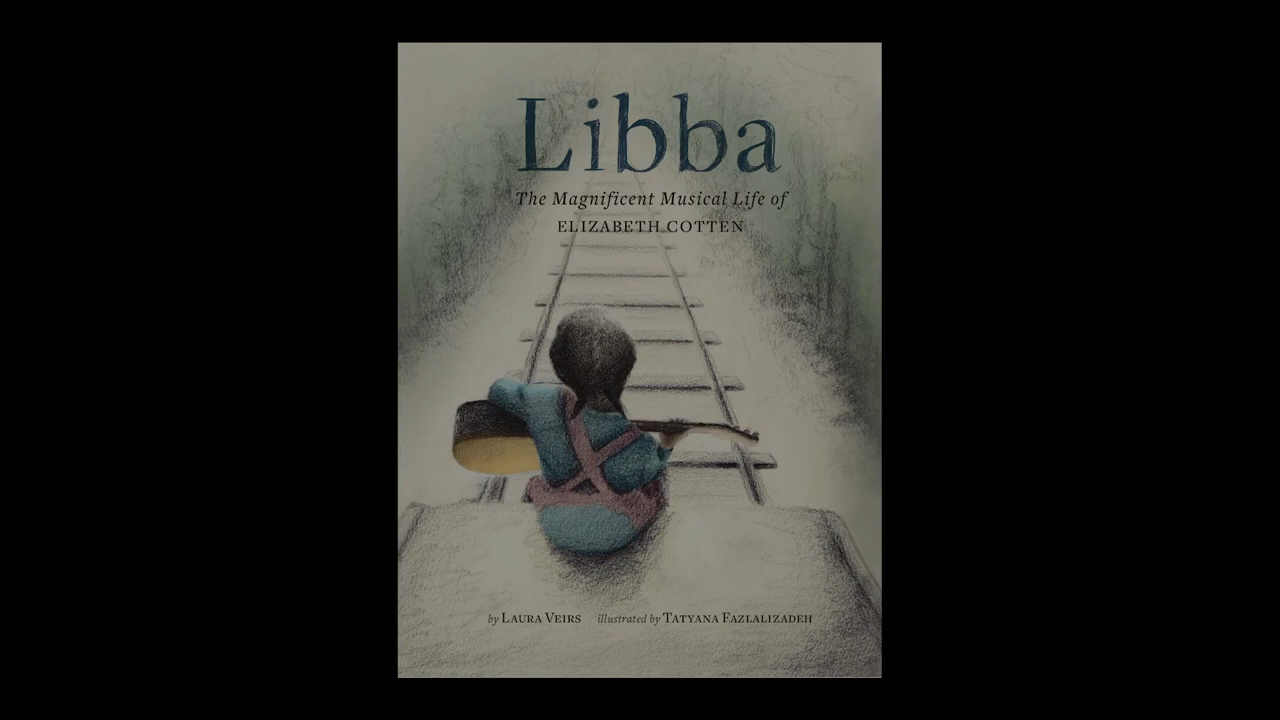 Libba
The Magnificent Musical Life of
ELIZABETH COTTEN
by LAURA VEIRS illustrated by TATYANA FAZLALIZADEH